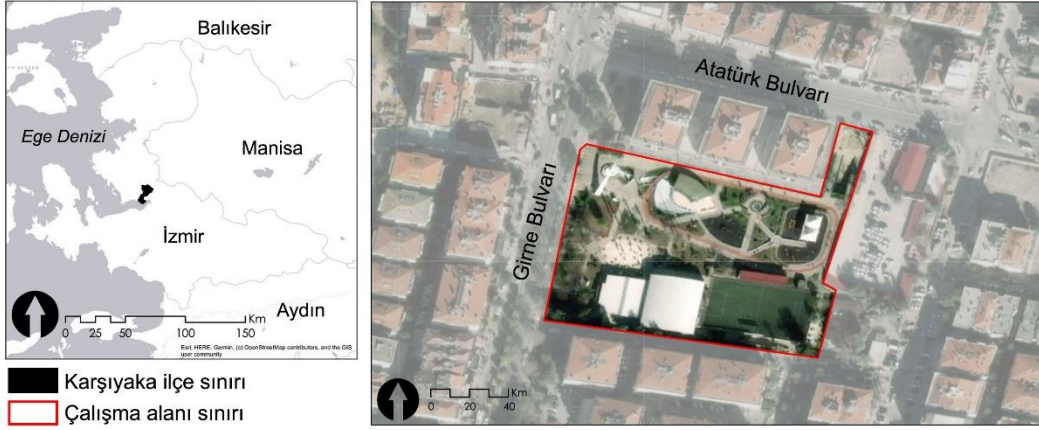 Balıkesir
Ege Denizi
Manisa
İzmir
Aydın
Km
0 25 50 100 150
Esri, HERE, Garmin, (c) OpenStreetMap contributors, and the GIS
user community
Karşıyaka ilçe sınırı
Çalışma alanı sınırı
Atatürk Bulvarı
Girne Bulvarı
Km
0 20 40